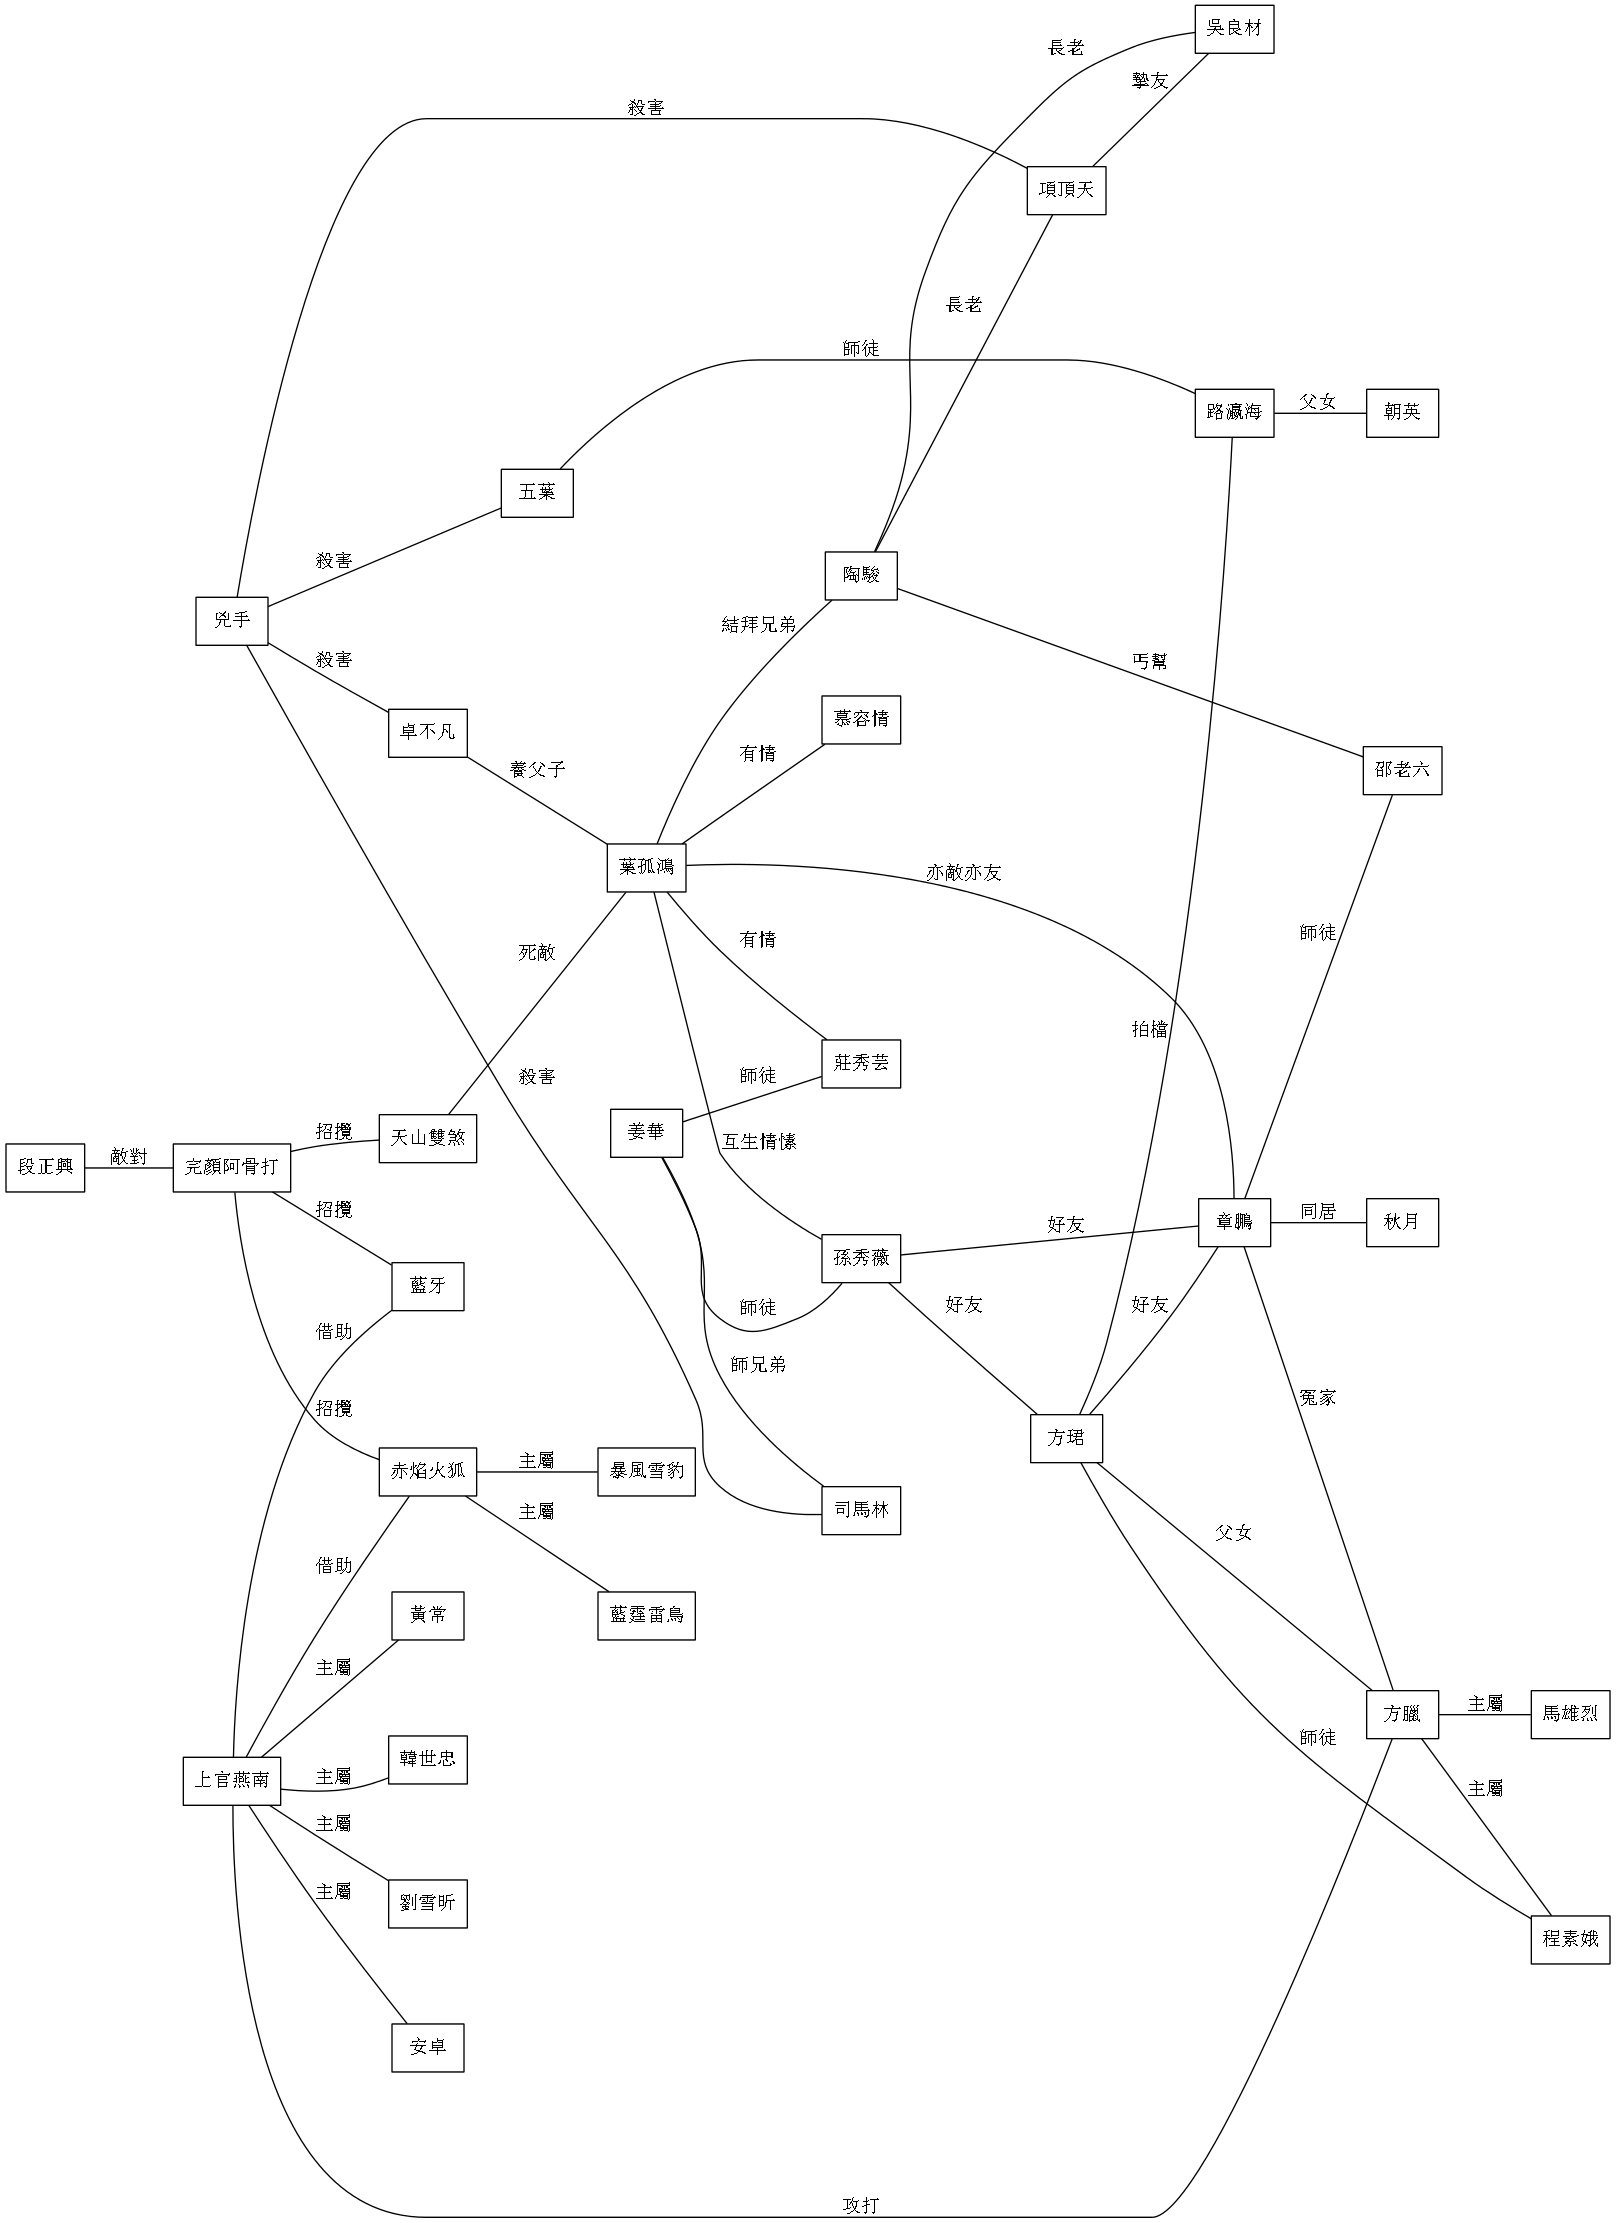 吳良材
長老
摯友
殺害
項頂天
長老
師徒
路瀛海
父女
朝英
五葉
殺害
陶駿
兇手
結拜兄弟
殺害
丐幫
慕容情
卓不凡
有情
養父子
邵老六
葉孤鴻
亦敵亦友
師徒
有情
死敵
拍檔
莊秀芸
師徒
殺害
姜華
招攬
天山雙煞
互生情愫
段正興
敵對
完顏阿骨打
招攬
同居
章鵬
秋月
好友
孫秀薇
藍牙
師徒
好友
好友
借助
師兄弟
冤家
招攬
方珺
主屬
赤焰火狐
暴風雪豹
司馬林
主屬
父女
借助
黃常
藍霆雷鳥
主屬
主屬
方臘
馬雄烈
師徒
韓世忠
主屬
上官燕南
主屬
主屬
主屬
劉雪昕
程素娥
安卓
攻打